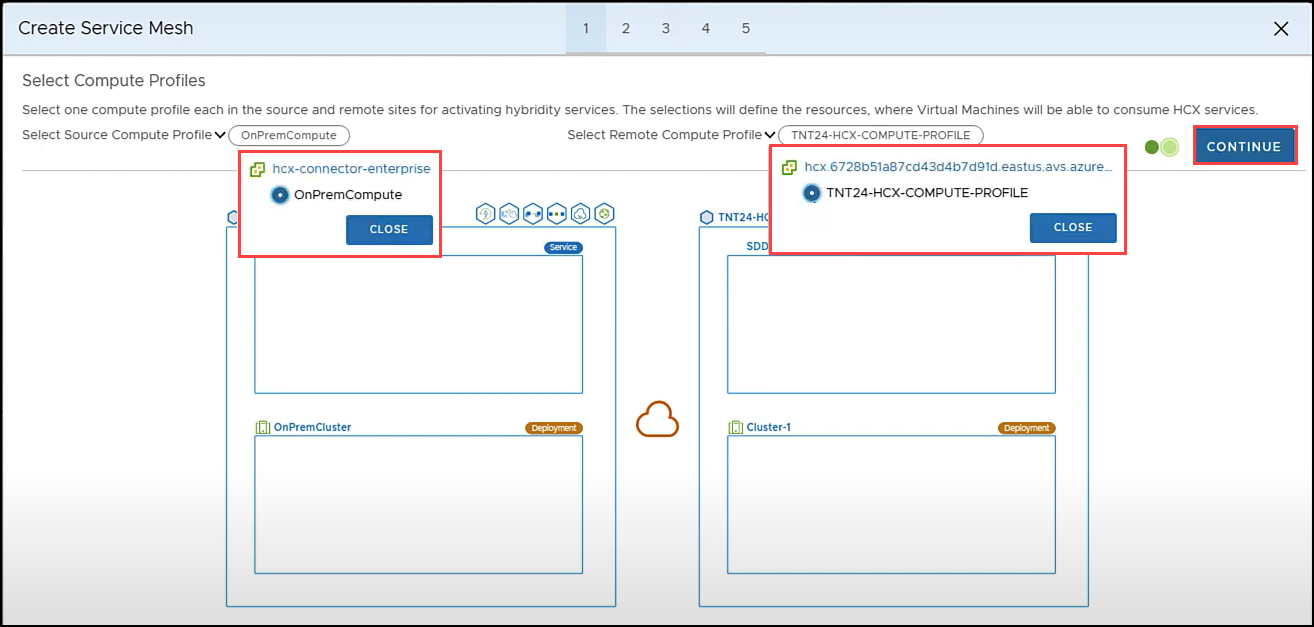 Create Service Mesh
1 2 3 4 5
Select Compute Profiles
Select one compute profile each in the source and remote sites for activating hybridity services. The selections will define the resources, where Virtual Machines will be able to consume HCX services.
Select Source Compute Profile OnPremCompute
Select Remote Compute Profile TNT24-HCX-COMPUTE-PROFILE
CONTINUE
hcx-connector-enterprise
OnPremCompute
CLOSE
hcx.6728b51a87cd43d4b7d91d.eastus.avs.azure...
TNT24-HCX-COMPUTE-PROFILE
CLOSE
TNT24-HC
Service
SDD
OnPremCluster
Deployment
Cluster-1
Deployment